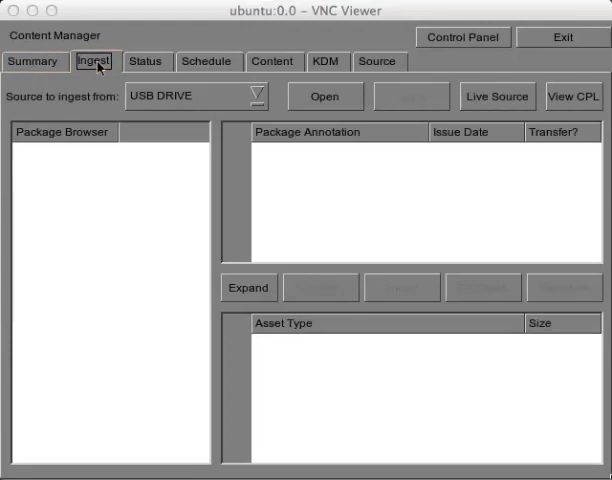 ubuntu:0.0 – VNC Viewer
Content Manager
Control Panel
Exit
Summary
Ingest
Status
Schedule
Content
KDM
Source
Source to ingest from:
USB DRIVE
Open
Live Source
View CPL
Package Browser
Package Annotation
Issue Date
Transfer?
Expand
Asset Type
Size